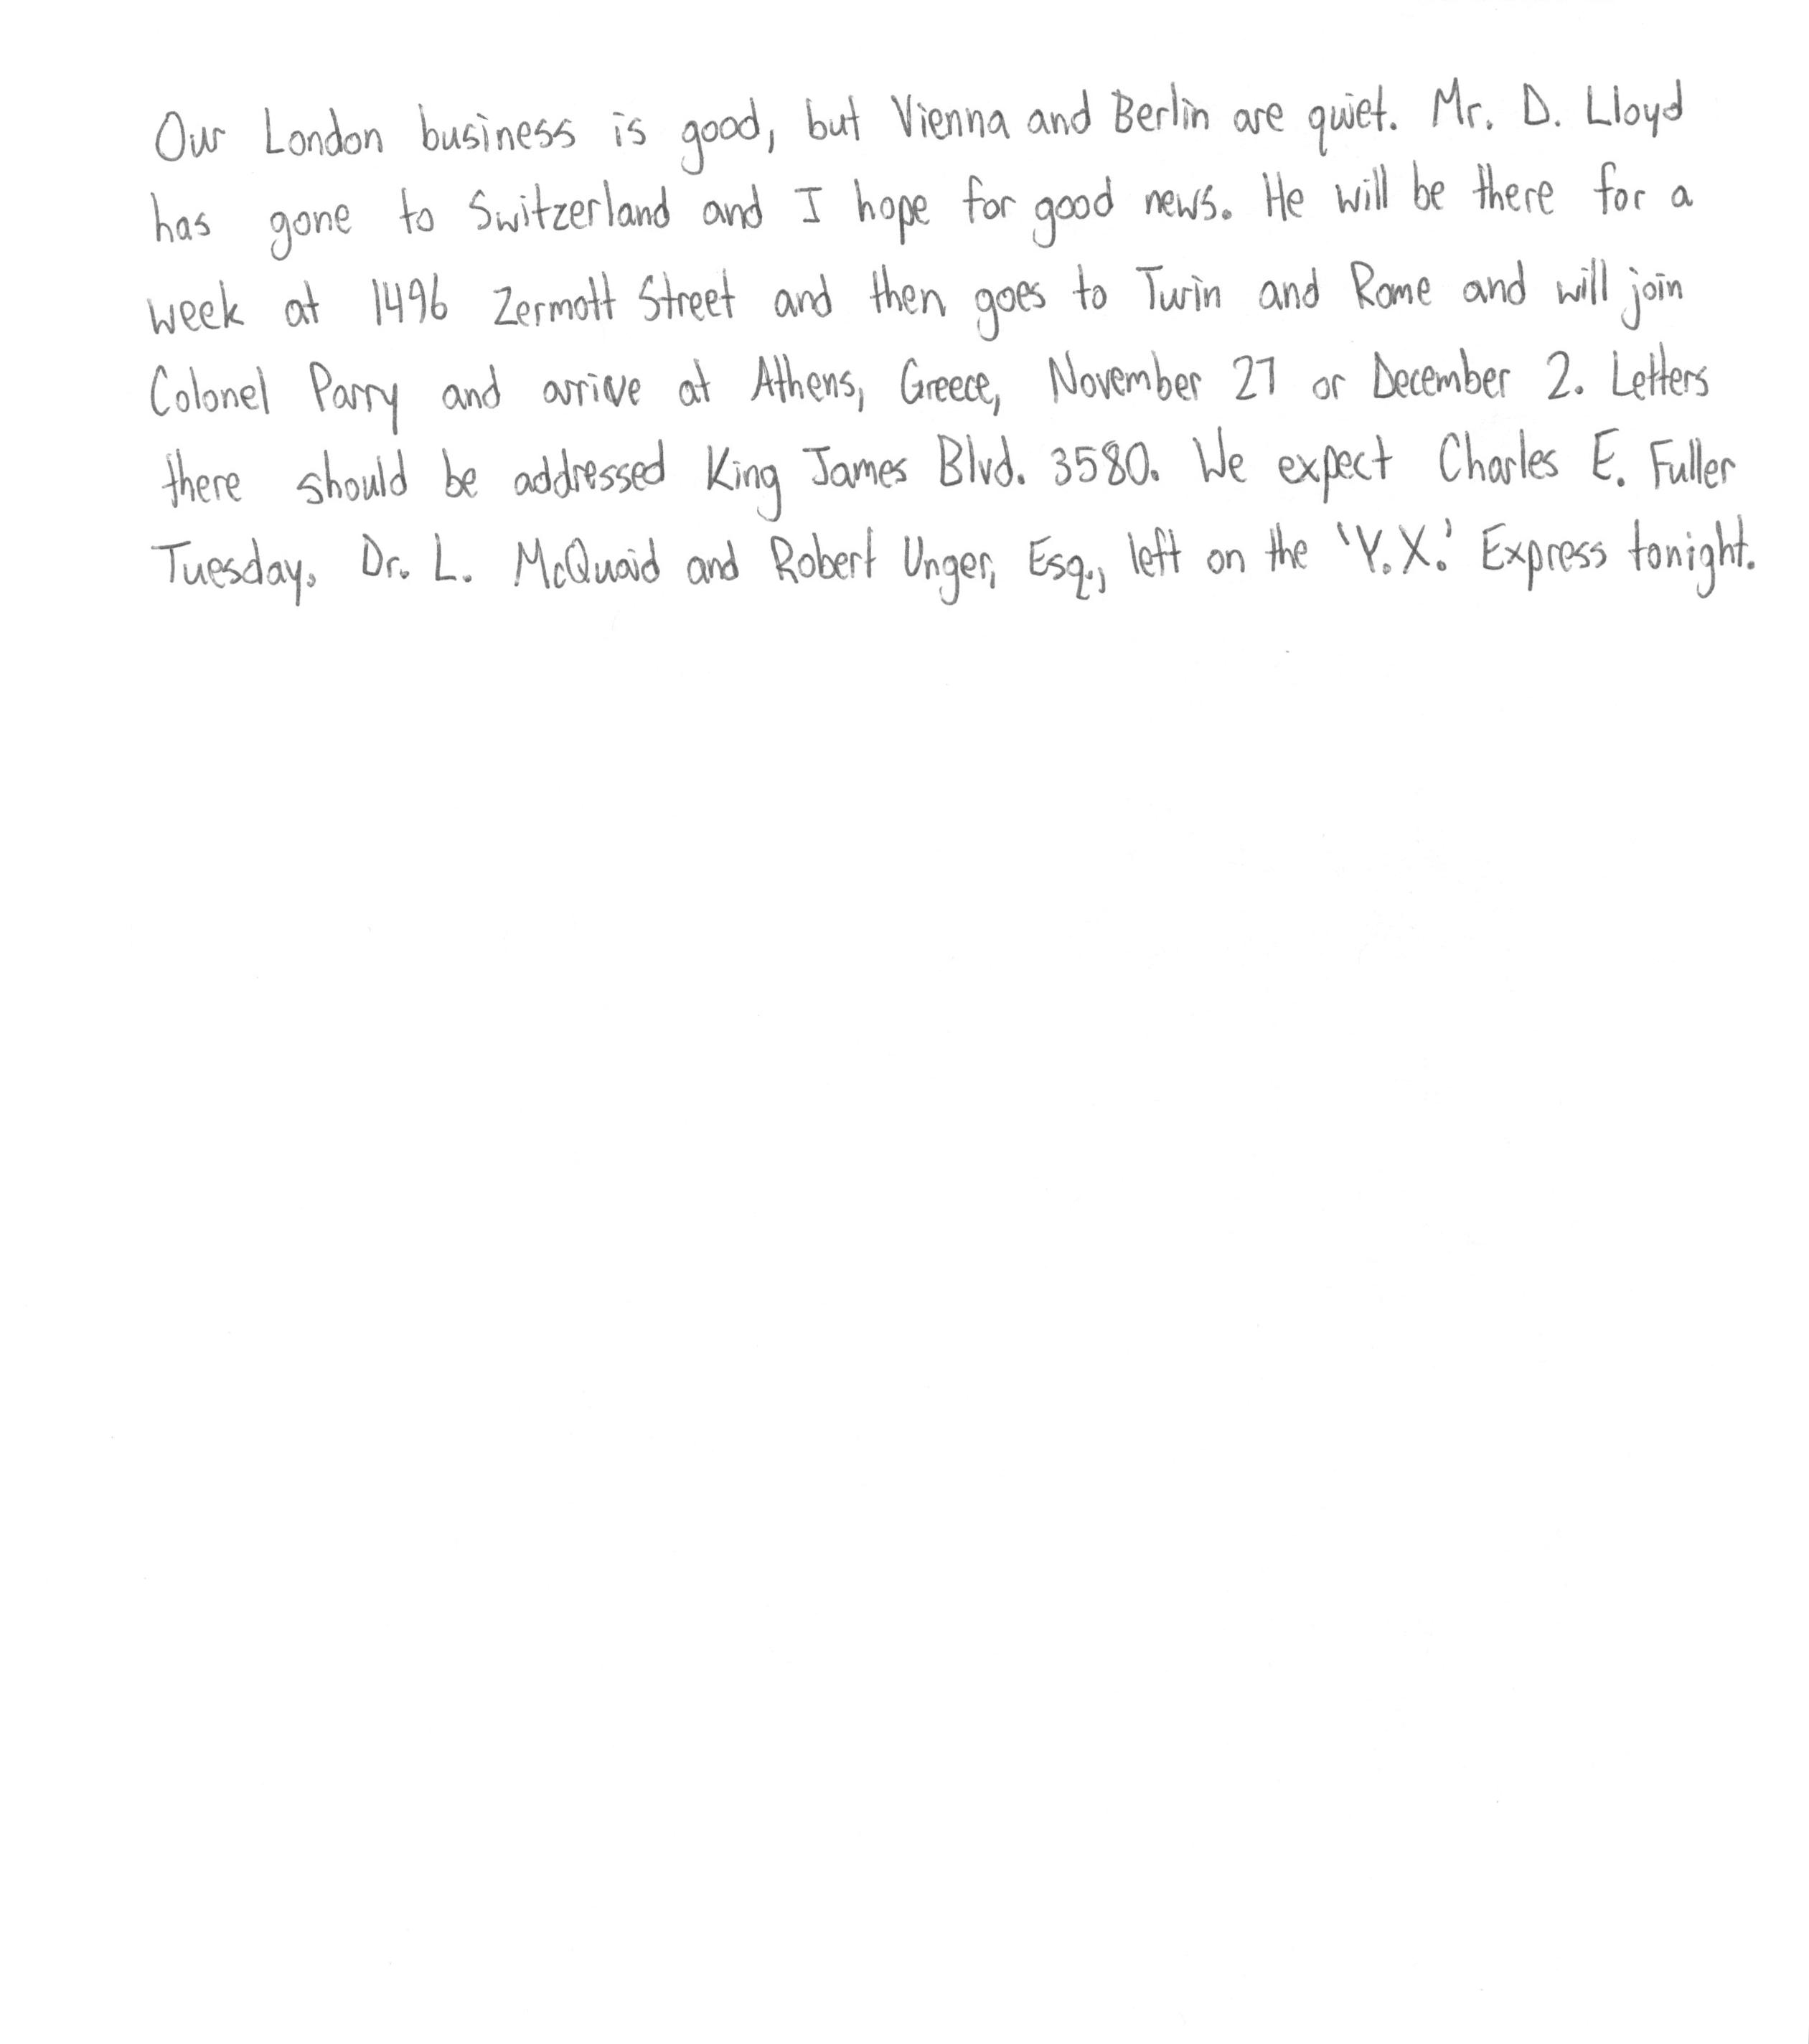 Our London business is good, but Vienna and Berlin are quiet. Mr. D. Lloyd
has gone to Switzerland and I hope for good news. He will be there for a
week at 1496 Zermott Street and then goes to Turin and Rome and will join
Colonel Parry and arrive at Athens, Greece, November 27 or December 2. Letters
there should be addressed King James Blvd. 3580. We expect Charles E. Fuller
Tuesday. Dr. L. McQuaid and Robert Unger, Esq., left on the 'Y.X.' Express tonight.